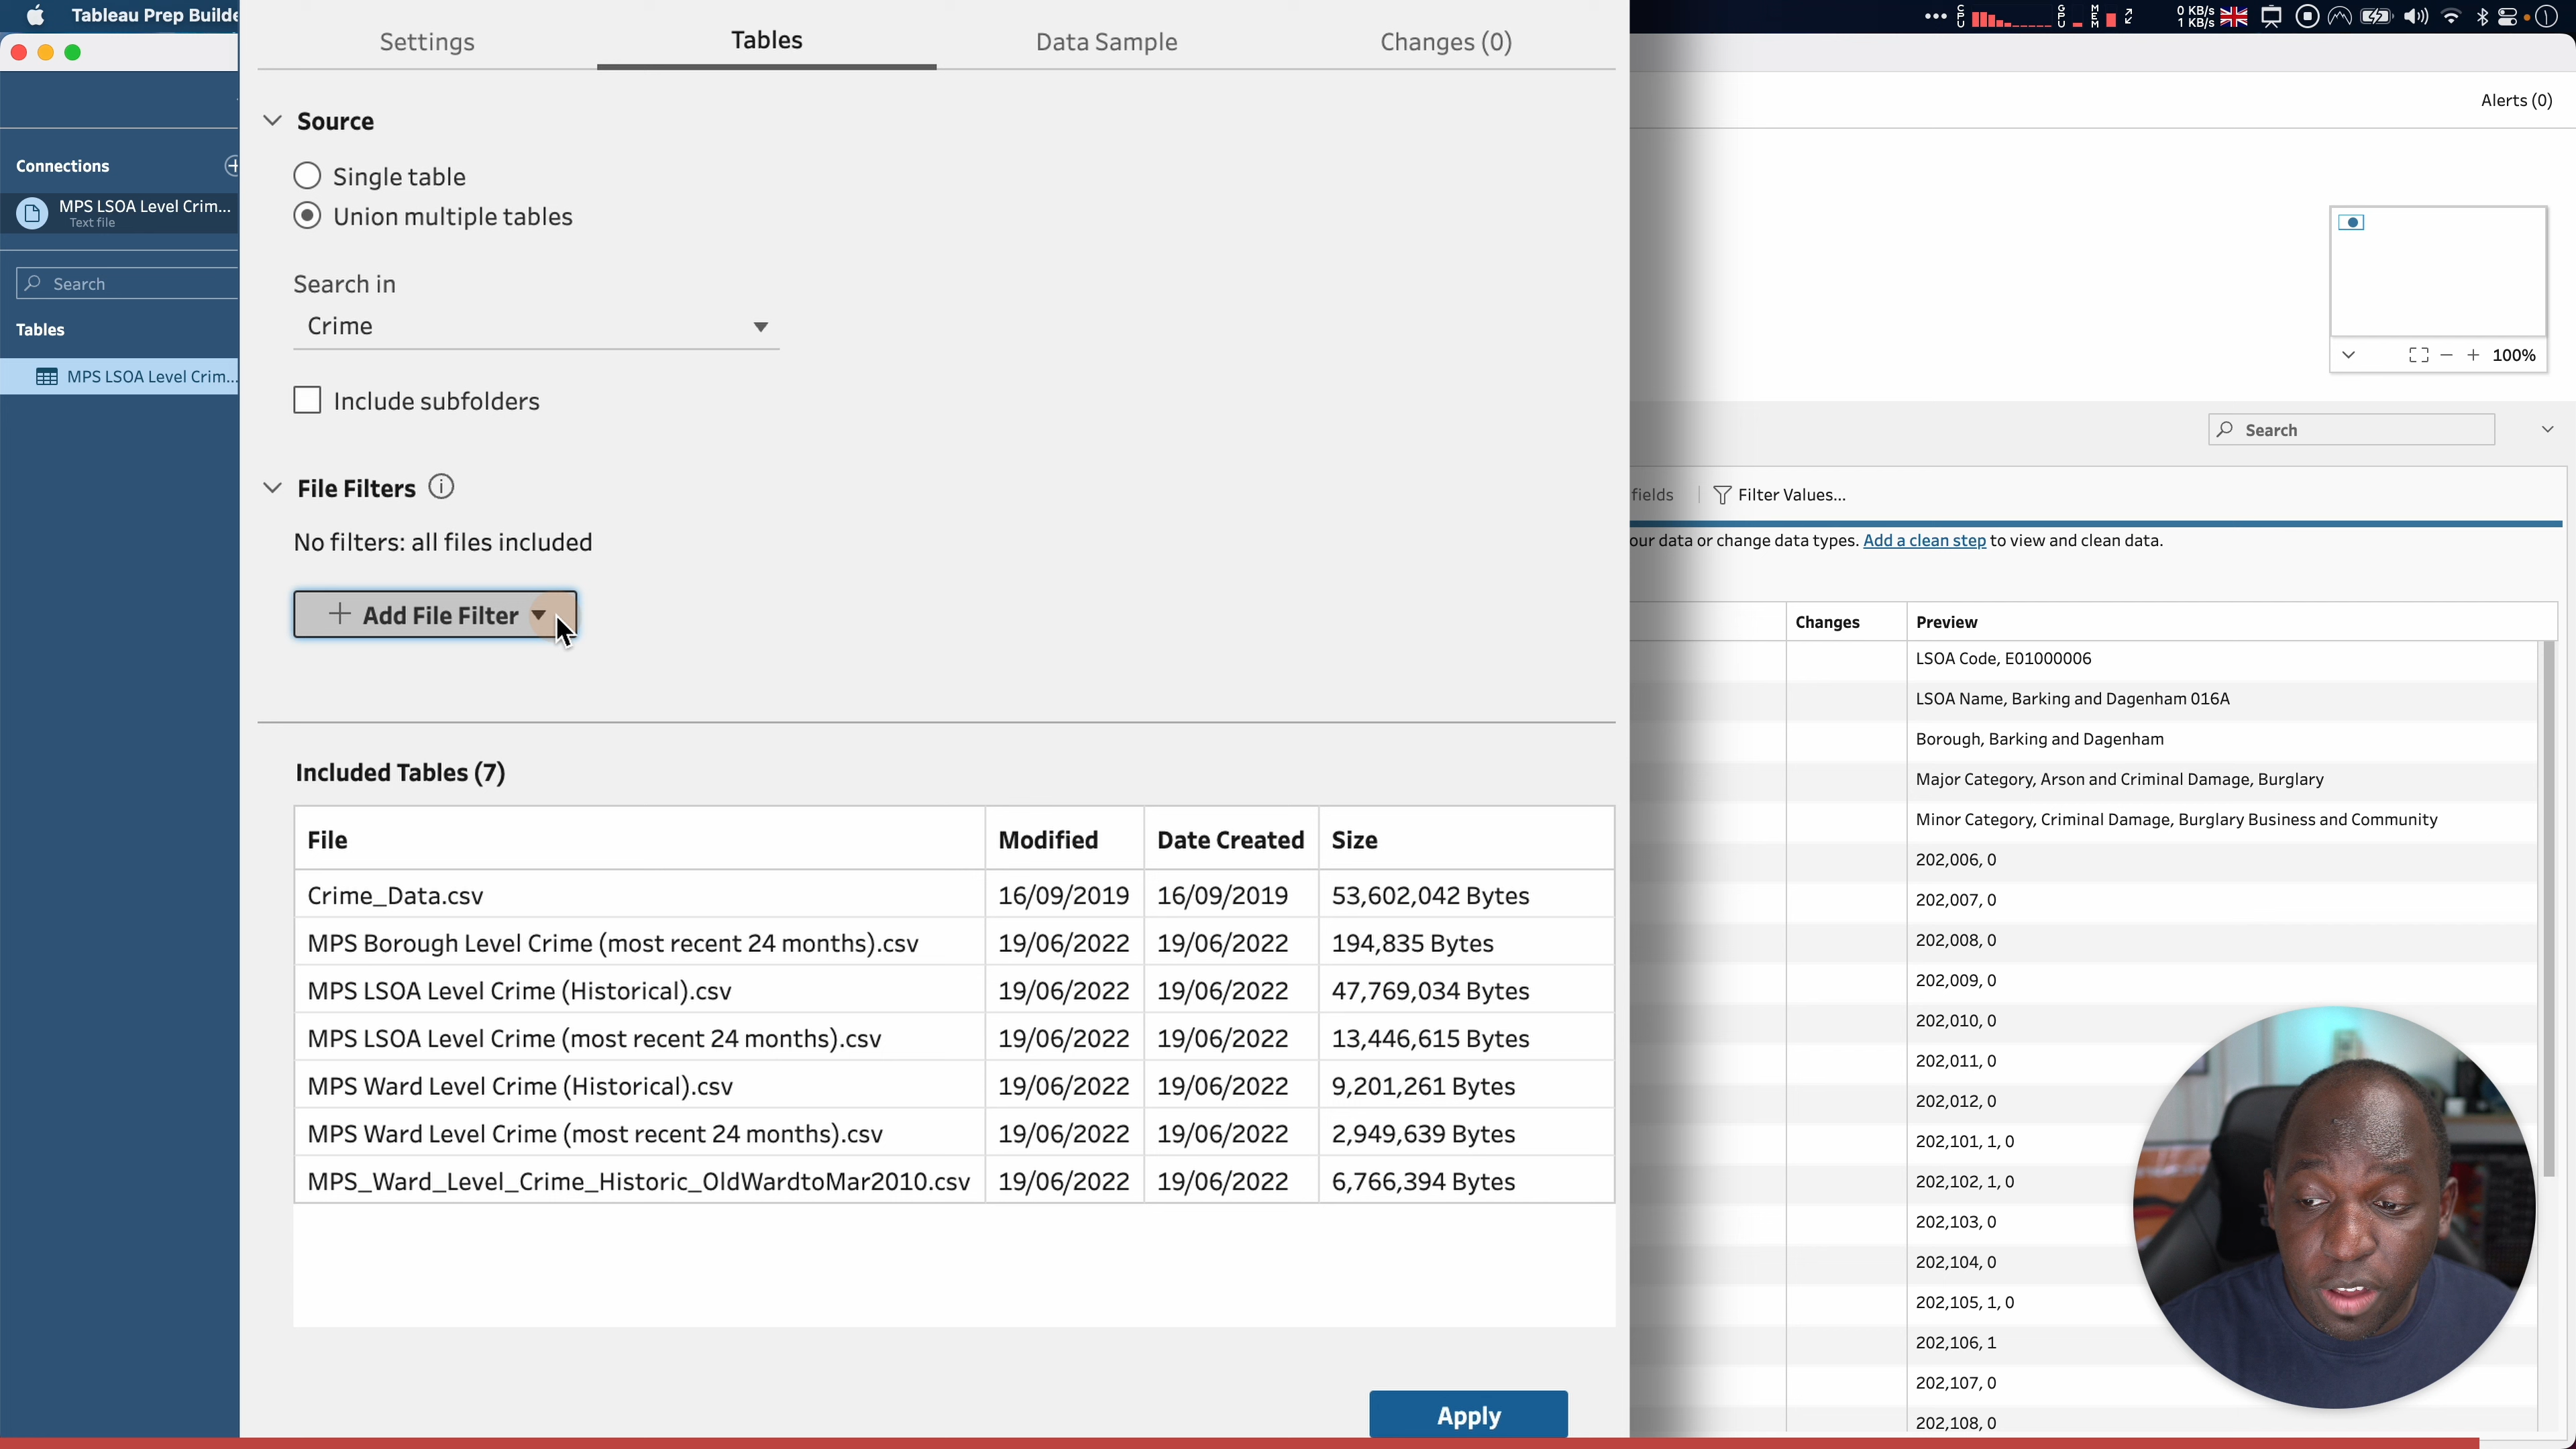 Tableau Prep Builde
CPU
GPU
MEM
0 KB/s
1 KB/s
Settings
Tables
Data Sample
Changes (0)
Alerts (0)
Connections
MPS LSOA Level Crim...
Text file
Search
Tables
MPS LSOA Level Crim...
Source
Single table
Union multiple tables
Search in
Crime
Include subfolders
File Filters
No filters: all files included
Add File Filter
Included Tables (7)
File Modified Date Created Size
Crime_Data.csv 16/09/2019 16/09/2019 53,602,042 Bytes
MPS Borough Level Crime (most recent 24 months).csv 19/06/2022 19/06/2022 194,835 Bytes
MPS LSOA Level Crime (Historical).csv 19/06/2022 19/06/2022 47,769,034 Bytes
MPS LSOA Level Crime (most recent 24 months).csv 19/06/2022 19/06/2022 13,446,615 Bytes
MPS Ward Level Crime (Historical).csv 19/06/2022 19/06/2022 9,201,261 Bytes
MPS Ward Level Crime (most recent 24 months).csv 19/06/2022 19/06/2022 2,949,639 Bytes
MPS_Ward_Level_Crime_Historic_OldWardtoMar2010.csv 19/06/2022 19/06/2022 6,766,394 Bytes
Apply
100%
Search
fields Filter Values...
our data or change data types. Add a clean step to view and clean data.
Changes Preview
LSOA Code, E01000006
LSOA Name, Barking and Dagenham 016A
Borough, Barking and Dagenham
Major Category, Arson and Criminal Damage, Burglary
Minor Category, Criminal Damage, Burglary Business and Community
202,006, 0
202,007, 0
202,008, 0
202,009, 0
202,010, 0
202,011, 0
202,012, 0
202,101, 1, 0
202,102, 1, 0
202,103, 0
202,104, 0
202,105, 1, 0
202,106, 1
202,107, 0
202,108, 0